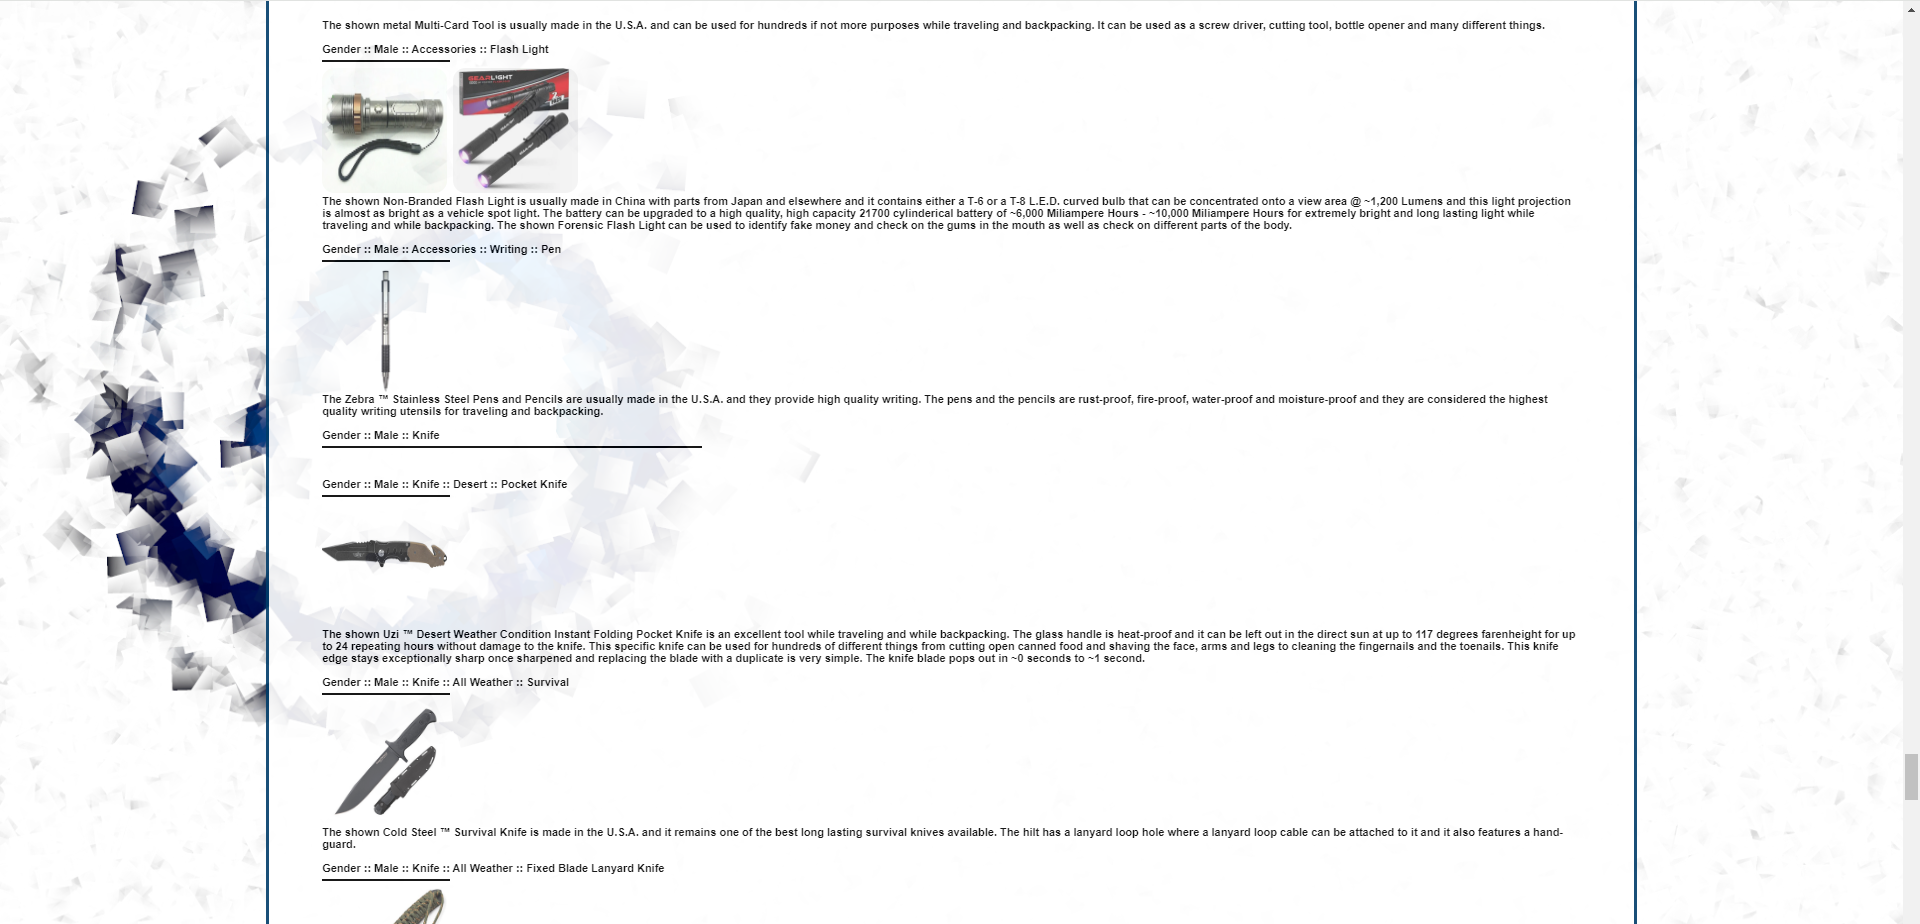 The shown metal Multi-Card Tool is usually made in the U.S.A. and can be used for hundreds if not more purposes while traveling and backpacking. It can be used as a screw driver, cutting tool, bottle opener and many different things.
Gender :: Male :: Accessories :: Flash Light
GEARLIGHT
The shown Non-Branded Flash Light is usually made in China with parts from Japan and elsewhere and it contains either a T-6 or a T-8 L.E.D. curved bulb that can be concentrated onto a view area @ ~1,200 Lumens and this light projection
is almost as bright as a vehicle spot light. The battery can be upgraded to a high quality, high capacity 21700 cylinderical battery of ~6,000 Miliampere Hours - ~10,000 Miliampere Hours for extremely bright and long lasting light while
traveling and while backpacking. The shown Forensic Flash Light can be used to identify fake money and check on the gums in the mouth as well as check on different parts of the body.
Gender :: Male :: Accessories :: Writing :: Pen
The Zebra ™ Stainless Steel Pens and Pencils are usually made in the U.S.A. and they provide high quality writing. The pens and the pencils are rust-proof, fire-proof, water-proof and moisture-proof and they are considered the highest
quality writing utensils for traveling and backpacking.
Gender :: Male :: Knife
Gender :: Male :: Knife :: Desert :: Pocket Knife
The shown Uzi ™ Desert Weather Condition Instant Folding Pocket Knife is an excellent tool while traveling and while backpacking. The glass handle is heat-proof and it can be left out in the direct sun at up to 117 degrees farenheight for up
to 24 repeating hours without damage to the knife. This specific knife can be used for hundreds of different things from cutting open canned food and shaving the face, arms and legs to cleaning the fingernails and the toenails. This knife
edge stays exceptionally sharp once sharpened and replacing the blade with a duplicate is very simple. The knife blade pops out in ~0 seconds to ~1 second.
Gender :: Male :: Knife :: All Weather :: Survival
The shown Cold Steel ™ Survival Knife is made in the U.S.A. and it remains one of the best long lasting survival knives available. The hilt has a lanyard loop hole where a lanyard loop cable can be attached to it and it also features a hand-
guard.
Gender :: Male :: Knife :: All Weather :: Fixed Blade Lanyard Knife